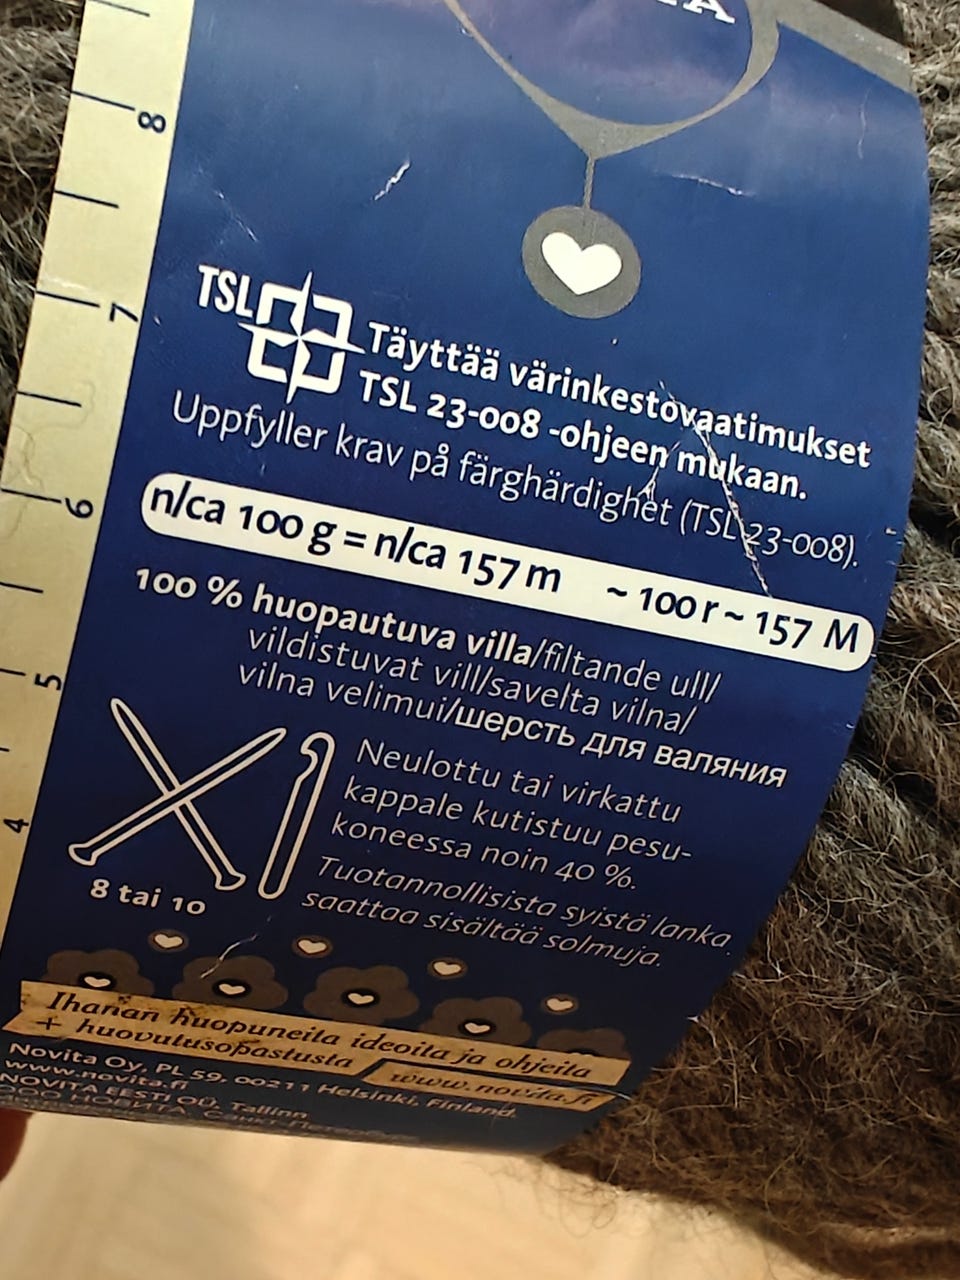 8
7
6
5
4
TSL
Täyttää värinkestovaatimukset
TSL 23-008 -ohjeen mukaan.
Uppfyller krav på färghärdighet (TSL 23-008).
n/ca 100 g = n/ca 157 m ~ 100 г ~ 157 М
100 % huopautuva villa/filtande ull/
vildistuvat vill/savelta vilna/
vilna velimui/шерсть для валяния
Neulottu tai virkattu
kappale kutistuu pesu-
koneessa noin 40 %.
Tuotannollisista syistä lanka
saattaa sisältää solmuja.
8 tai 10
Ihanan huopuneita ideoita ja ohjeita
+ huovutusopastusta www.novita.fi
Novita Oy, PL 59, 00211 Helsinki, Finland.
www.novita.fi
NOVITA EESTI OÜ, Tallinn